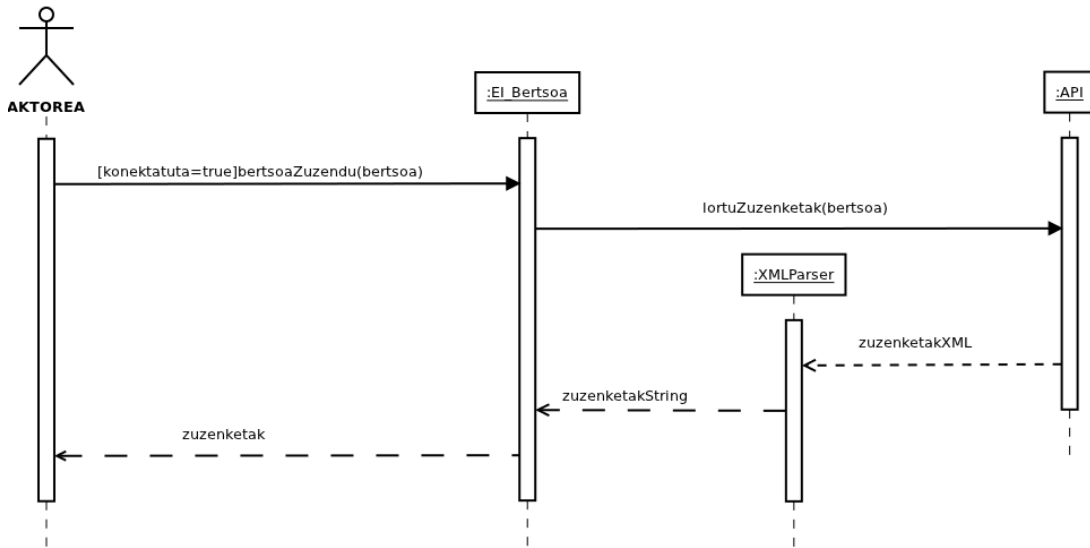 :EI_Bertsoa
:API
AKTOREA
[konektatuta=true]bertsoaZuzendu(bertsoa)
lortuZuzenketak(bertsoa)
:XMLParser
zuzenketakXML
zuzenketakString
zuzenketak